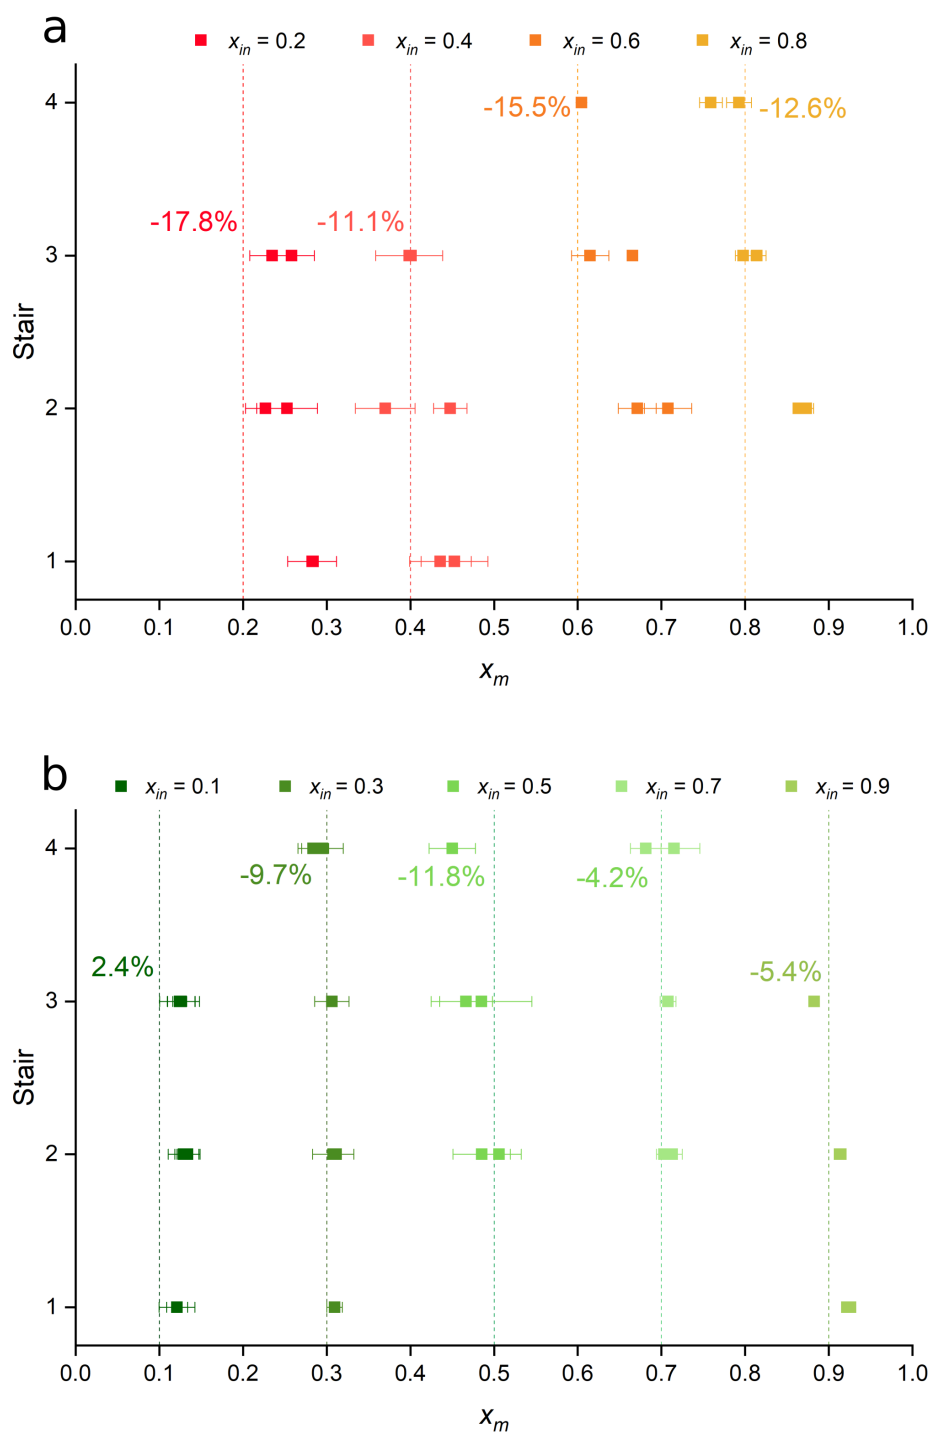 a
x_in = 0.2 x_in = 0.4 x_in = 0.6 x_in = 0.8
4
-15.5% -12.6%
-17.8% -11.1%
3
Stair
2
1
0.0 0.1 0.2 0.3 0.4 0.5 0.6 0.7 0.8 0.9 1.0
x_m
b
x_in = 0.1 x_in = 0.3 x_in = 0.5 x_in = 0.7 x_in = 0.9
4
-9.7% -11.8% -4.2%
2.4% -5.4%
3
Stair
2
1
0.0 0.1 0.2 0.3 0.4 0.5 0.6 0.7 0.8 0.9 1.0
x_m